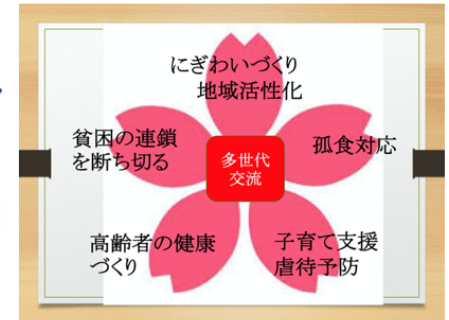 にぎわいづくり
地域活性化
貧困の連鎖
を断ち切る
孤食対応
多世代
交流
高齢者の健康
づくり
子育て支援
虐待予防